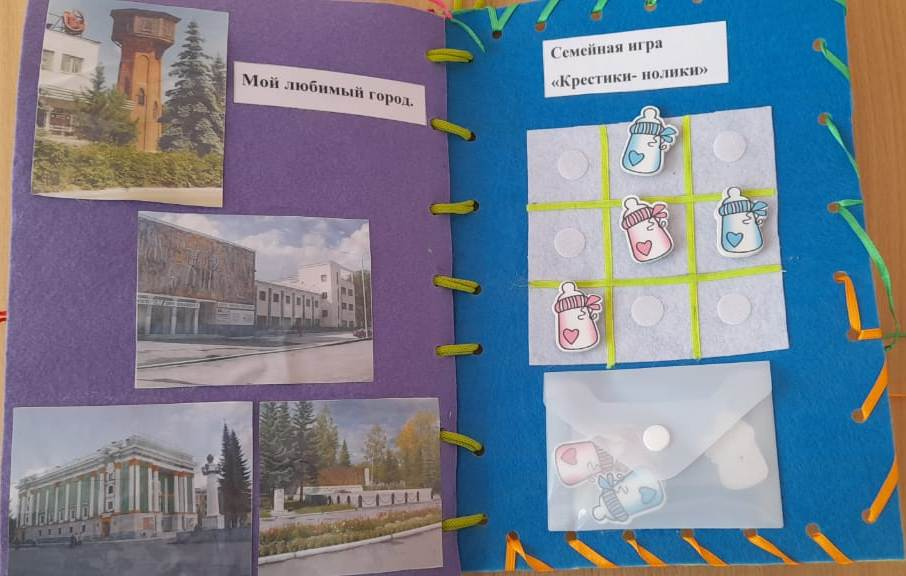 Мой любимый город.
Семейная игра
«Крестики- нолики»